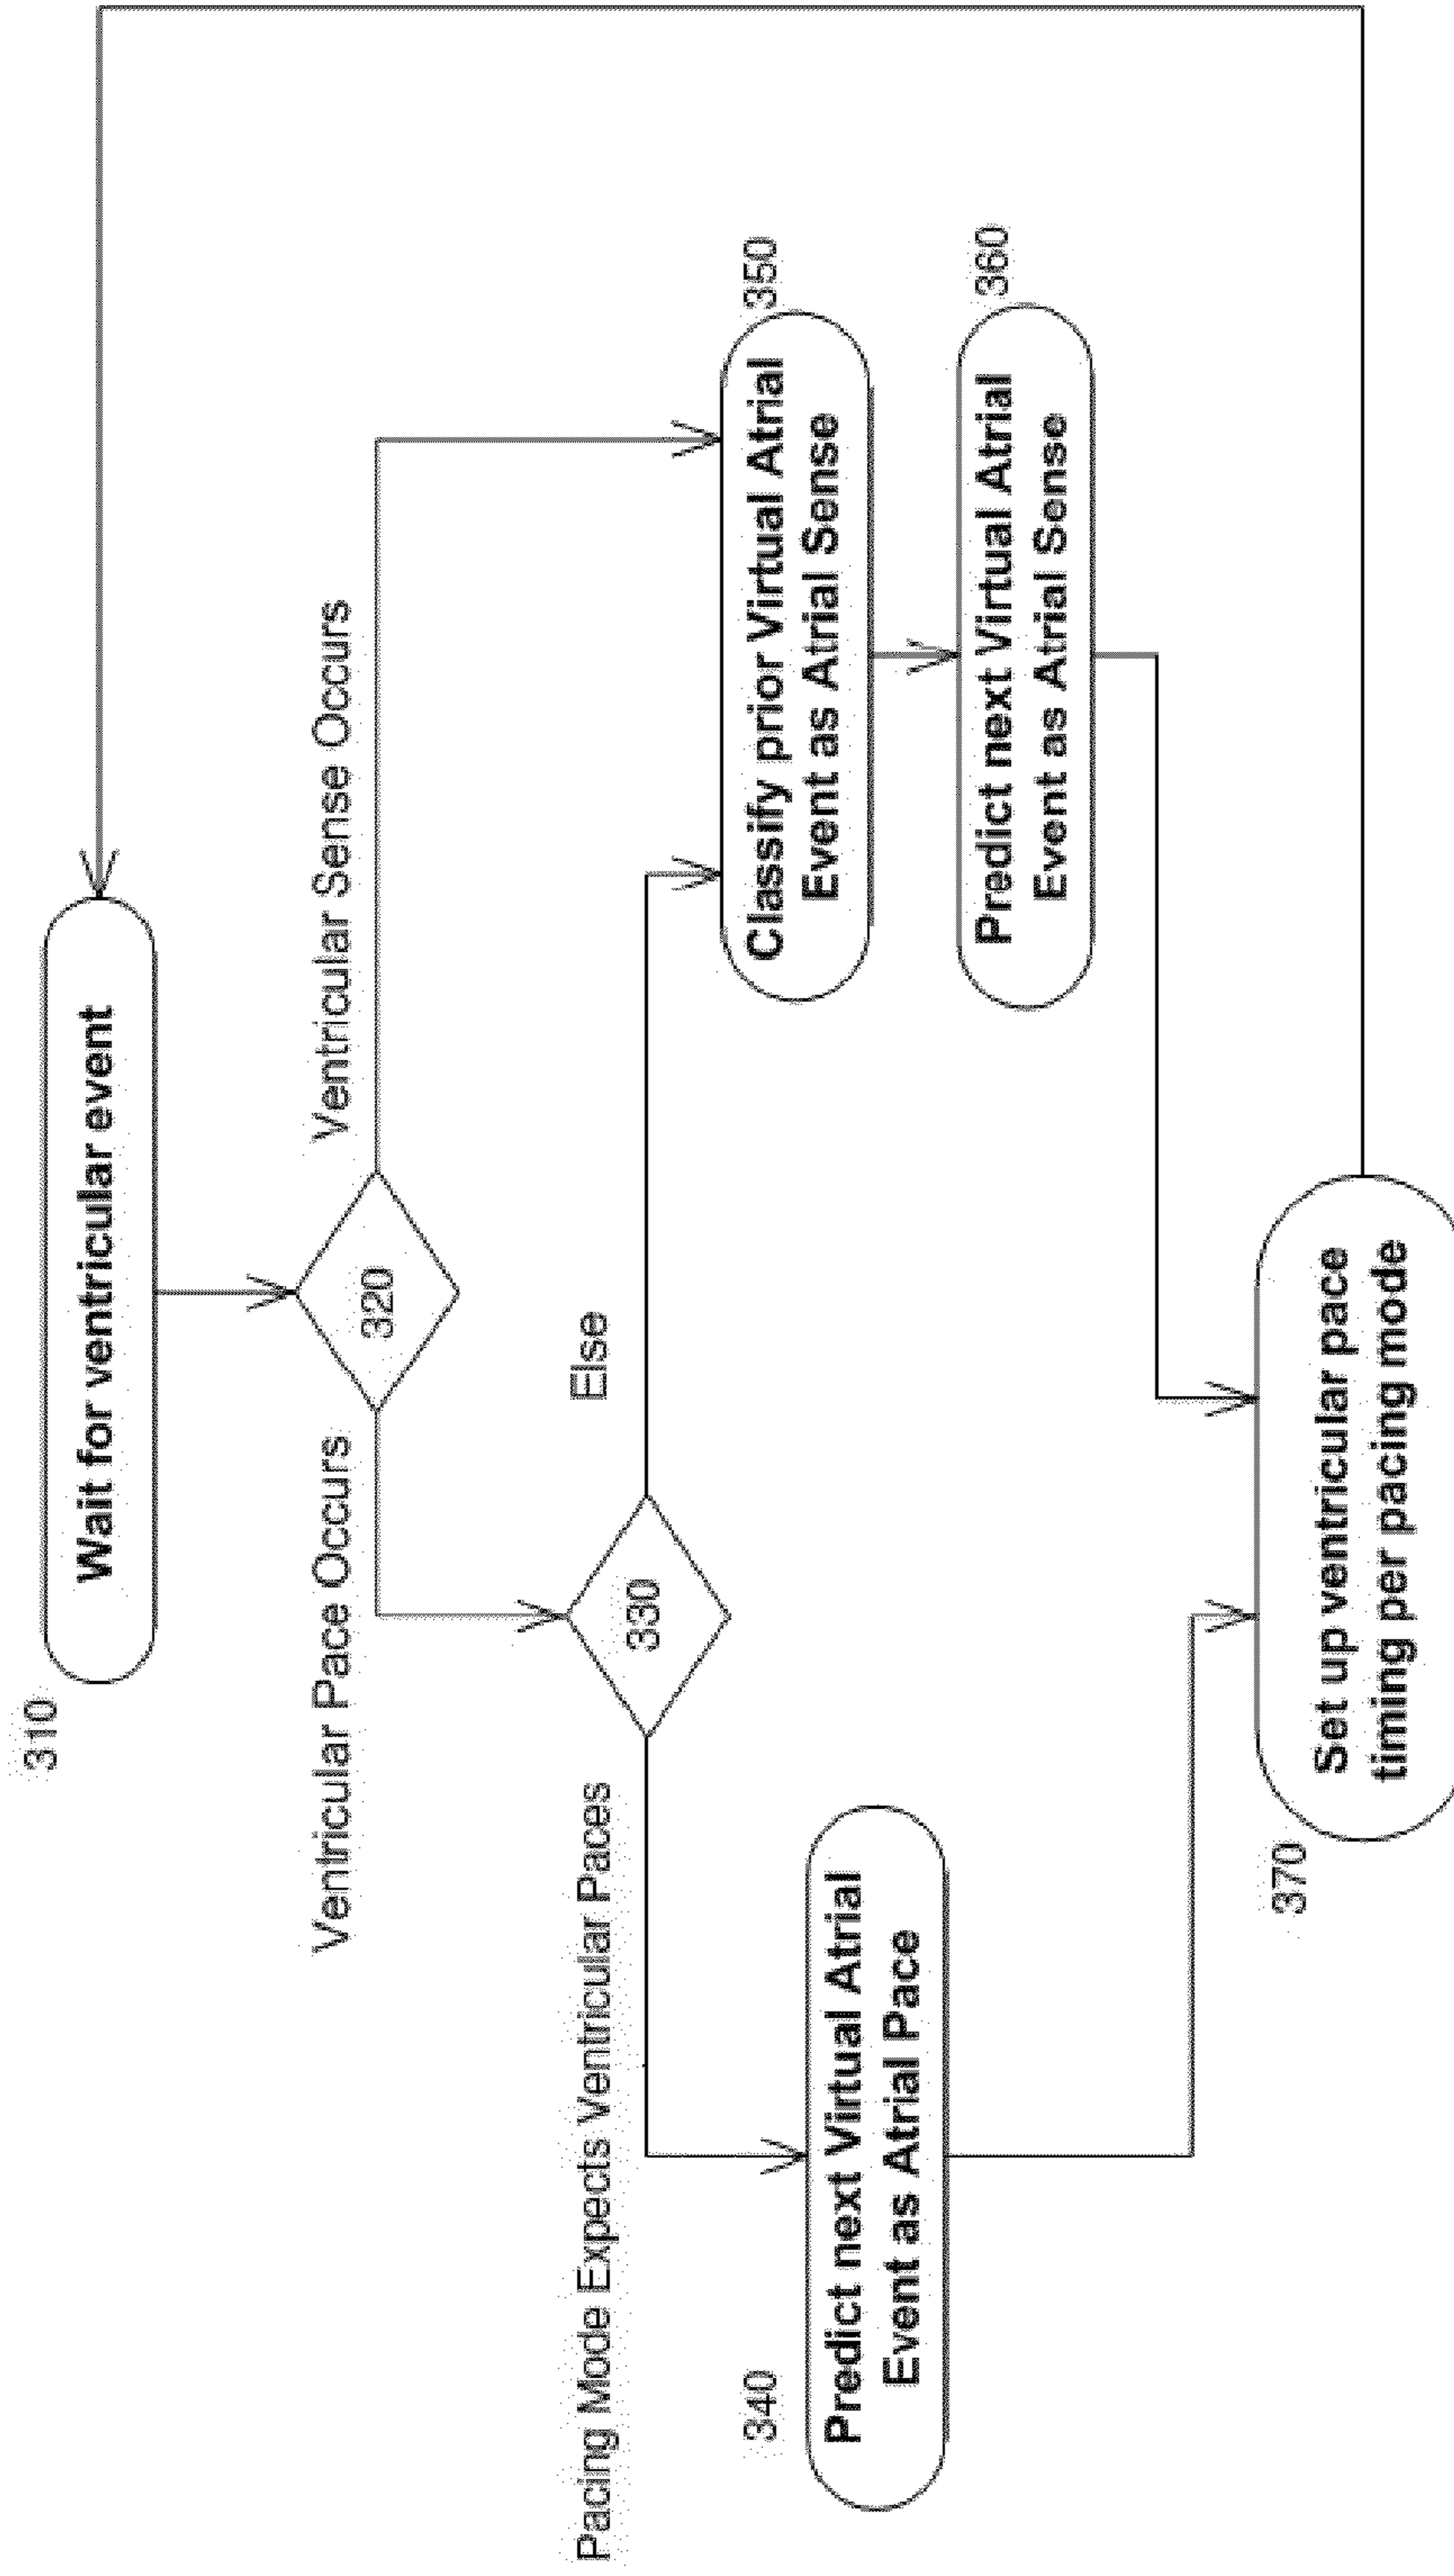 310
Wait for ventricular event
320
Ventricular Pace Occurs
Ventricular Sense Occurs
330
Pacing Mode Expects Ventricular Paces
Else
340
Predict next Virtual Atrial
Event as Atrial Pace
350
Classify prior Virtual Atrial
Event as Atrial Sense
360
Predict next Virtual Atrial
Event as Atrial Sense
370
Set up ventricular pace
timing per pacing mode